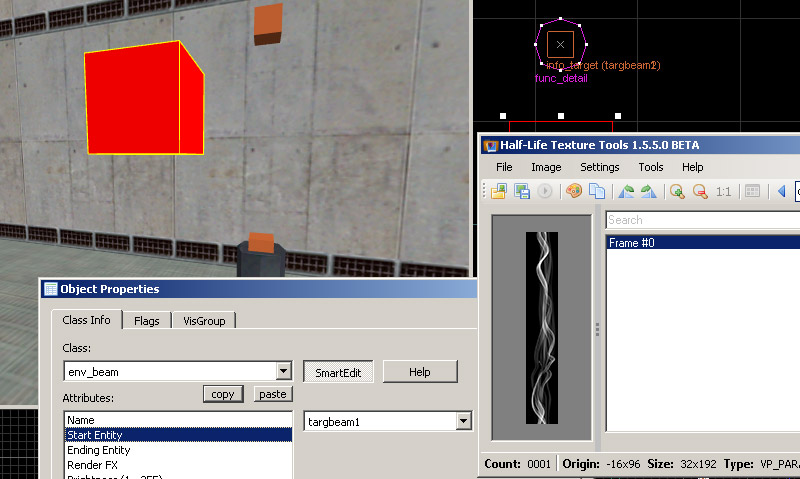 info_target (targbeam2)
func_detail
Half-Life Texture Tools 1.5.5.0 BETA
File Image Settings Tools Help
1:1
Search
Frame #0
Count: 0001 Origin: -16x96 Size: 32x192 Type: VP_PAR
Object Properties
Class Info Flags VisGroup
Class:
env_beam
SmartEdit Help
copy paste
Attributes:
Name
targbeam1
Start Entity
Ending Entity
Render FX